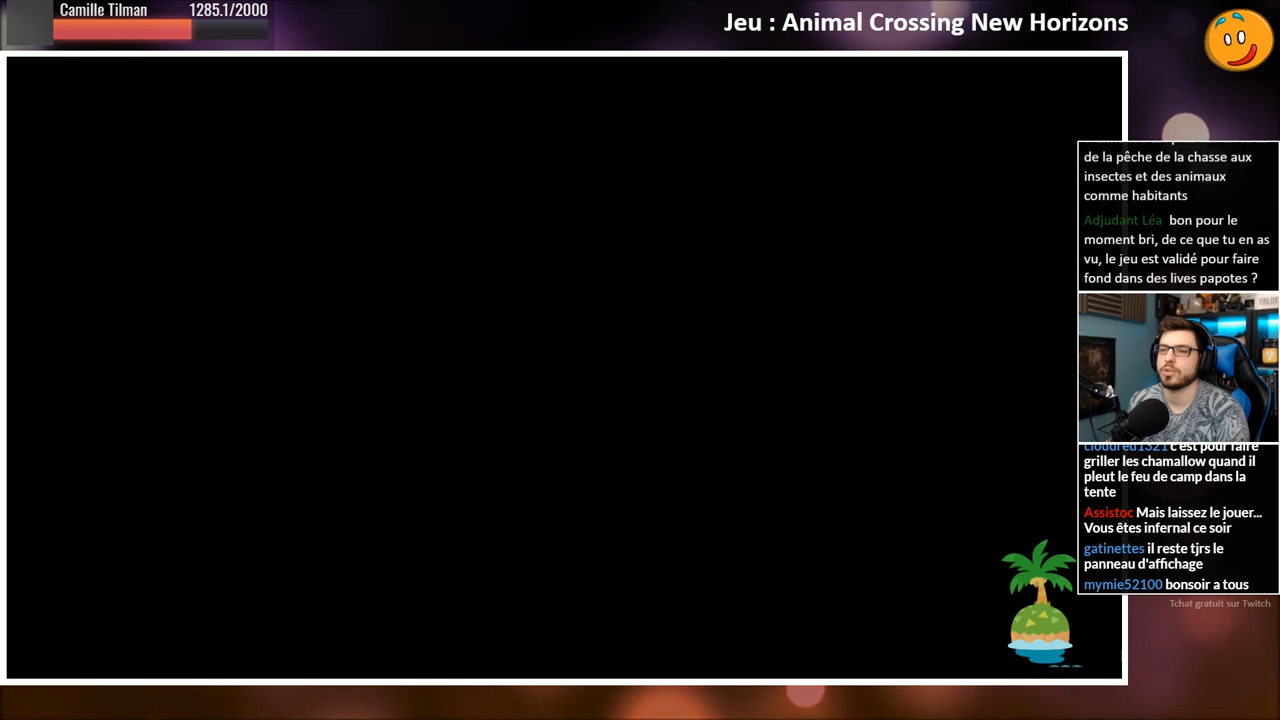 Camille Tilman 1285.1/2000
Jeu : Animal Crossing New Horizons
de la pêche de la chasse aux
insectes et des animaux
comme habitants
Adjudant Léa bon pour le
moment bri, de ce que tu en as
vu, le jeu est validé pour faire
fond dans des lives papotes ?
cloudred1321 c'est pour faire
griller les chamallow quand il
pleut le feu de camp dans la
tente
Assistoc Mais laissez le jouer...
Vous êtes infernal ce soir
gatinettes il reste tjrs le
panneau d'affichage
mymie52100 bonsoir a tous
Tchat gratuit sur Twitch